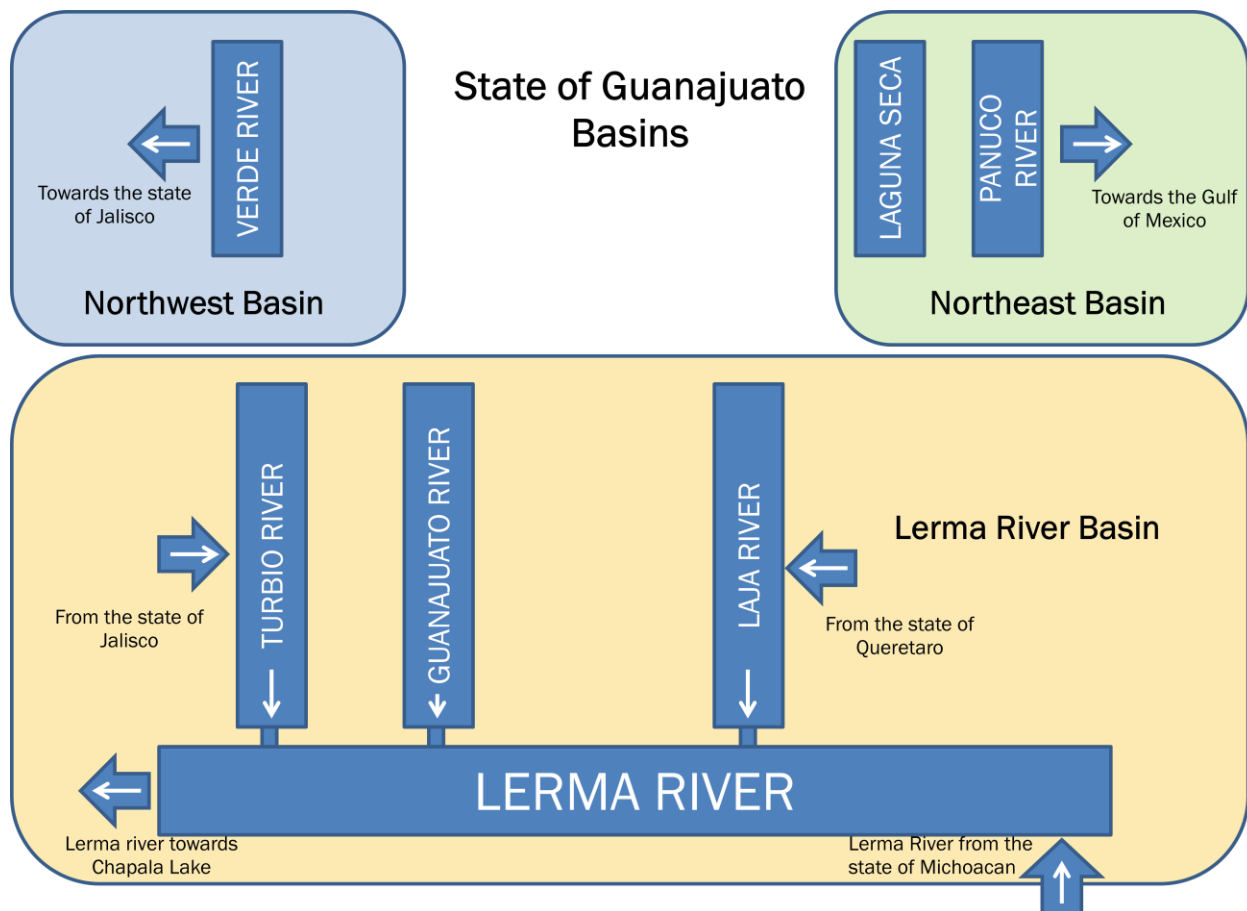 State of Guanajuato
Basins
VERDE RIVER
Towards the state
of Jalisco
Northwest Basin
LAGUNA SECA
PANUCO
RIVER
Towards the Gulf
of Mexico
Northeast Basin
TURBIO RIVER
GUANAJUATO RIVER
LAJA RIVER
Lerma River Basin
From the state of
Jalisco
From the state of
Queretaro
LERMA RIVER
Lerma river towards
Chapala Lake
Lerma River from the
state of Michoacan